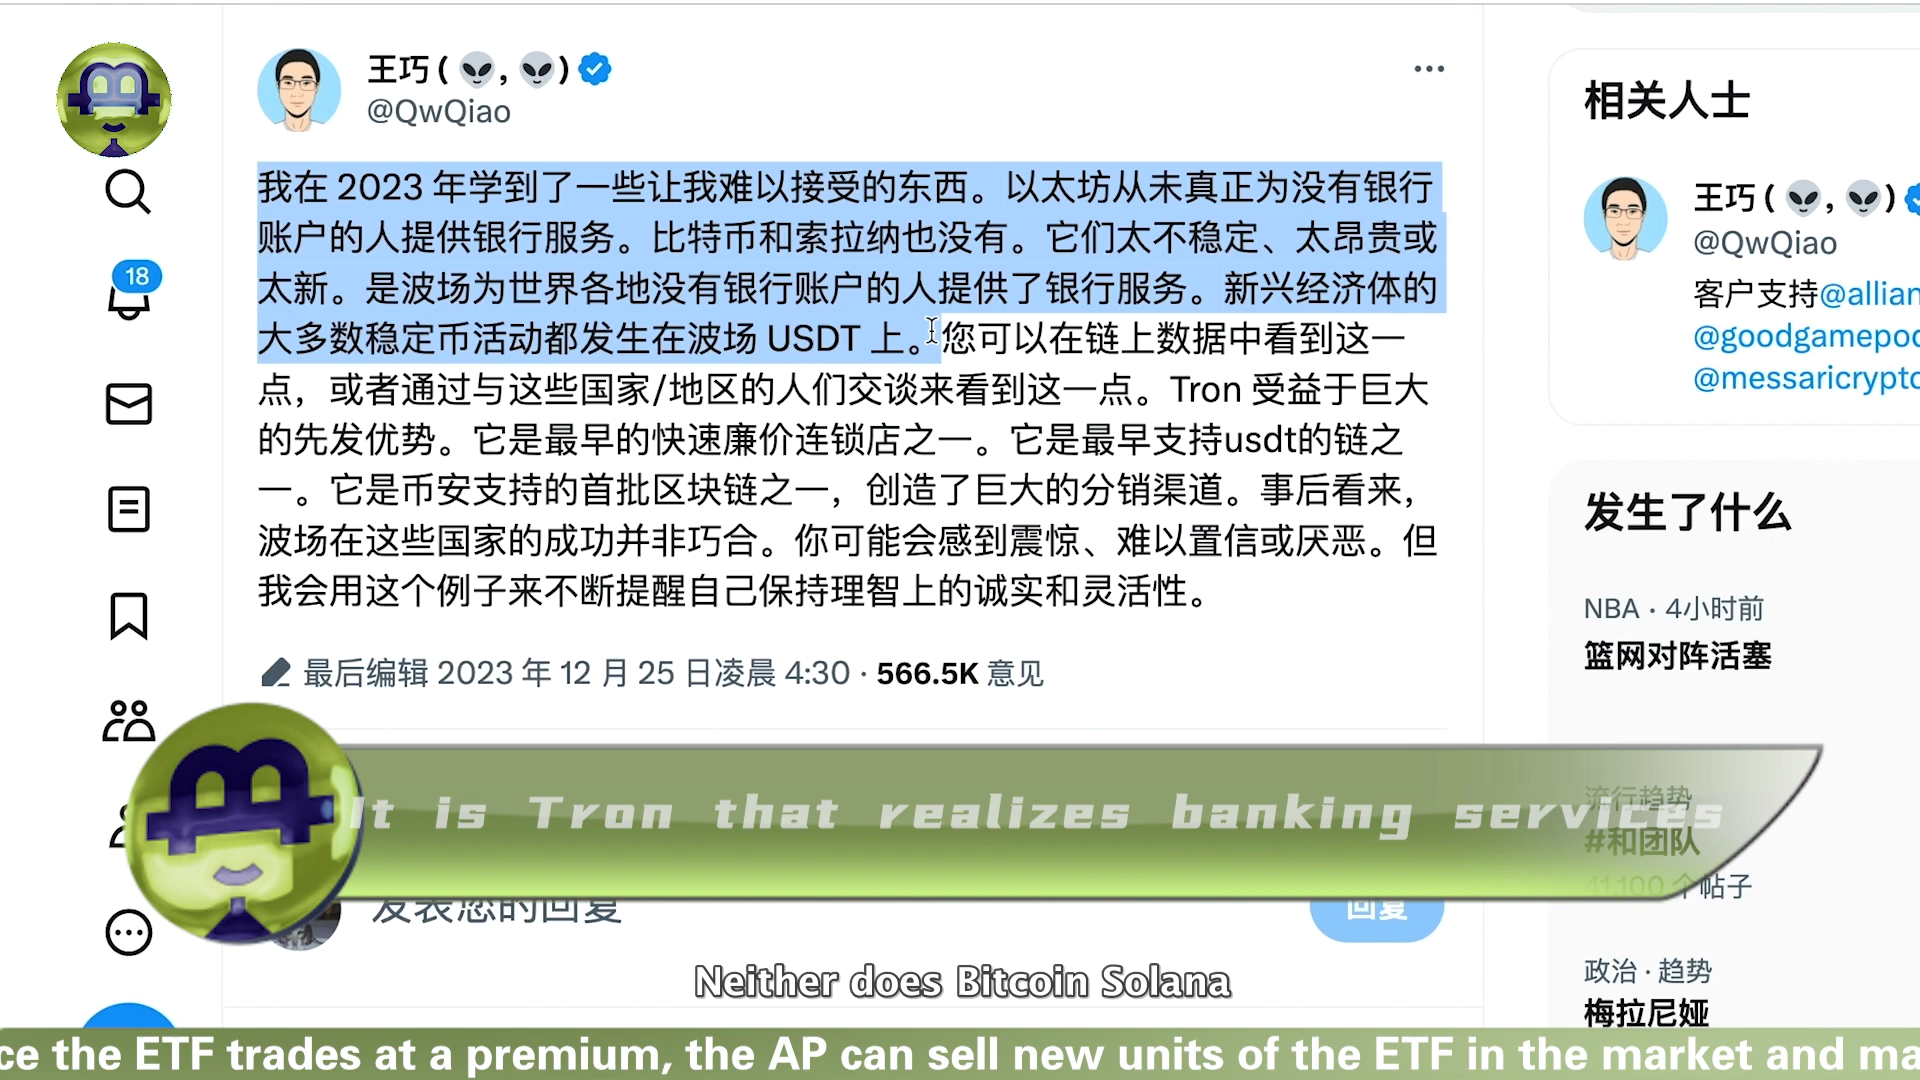 王巧 ( 👽, 👽 )
@QwQiao
我在 2023 年学到了一些让我难以接受的东西。以太坊从未真正为没有银行
账户的人提供银行服务。比特币和索拉纳也没有。它们太不稳定、太昂贵或
太新。是波场为世界各地没有银行账户的人提供了银行服务。新兴经济体的
大多数稳定币活动都发生在波场 USDT 上。您可以在链上数据中看到这一
点，或者通过与这些国家/地区的人们交谈来看到这一点。Tron 受益于巨大
的先发优势。它是最早的快速廉价连锁店之一。它是最早支持usdt的链之
一。它是币安支持的首批区块链之一，创造了巨大的分销渠道。事后看来，
波场在这些国家的成功并非巧合。你可能会感到震惊、难以置信或厌恶。但
我会用这个例子来不断提醒自己保持理智上的诚实和灵活性。
最后编辑 2023 年 12 月 25 日凌晨 4:30 · 566.5K 意见
18
It is Tron that realizes banking services
发表您的回复
回复
相关人士
王巧 ( 👽, 👽 )
@QwQiao
客户支持@allian
@goodgamepod
@messaricrypto
发生了什么
NBA · 4小时前
篮网对阵活塞
流行趋势
#和团队
41,100 个帖子
政治 · 趋势
梅拉尼娅
Neither does Bitcoin Solana
ce the ETF trades at a premium, the AP can sell new units of the ETF in the market and ma